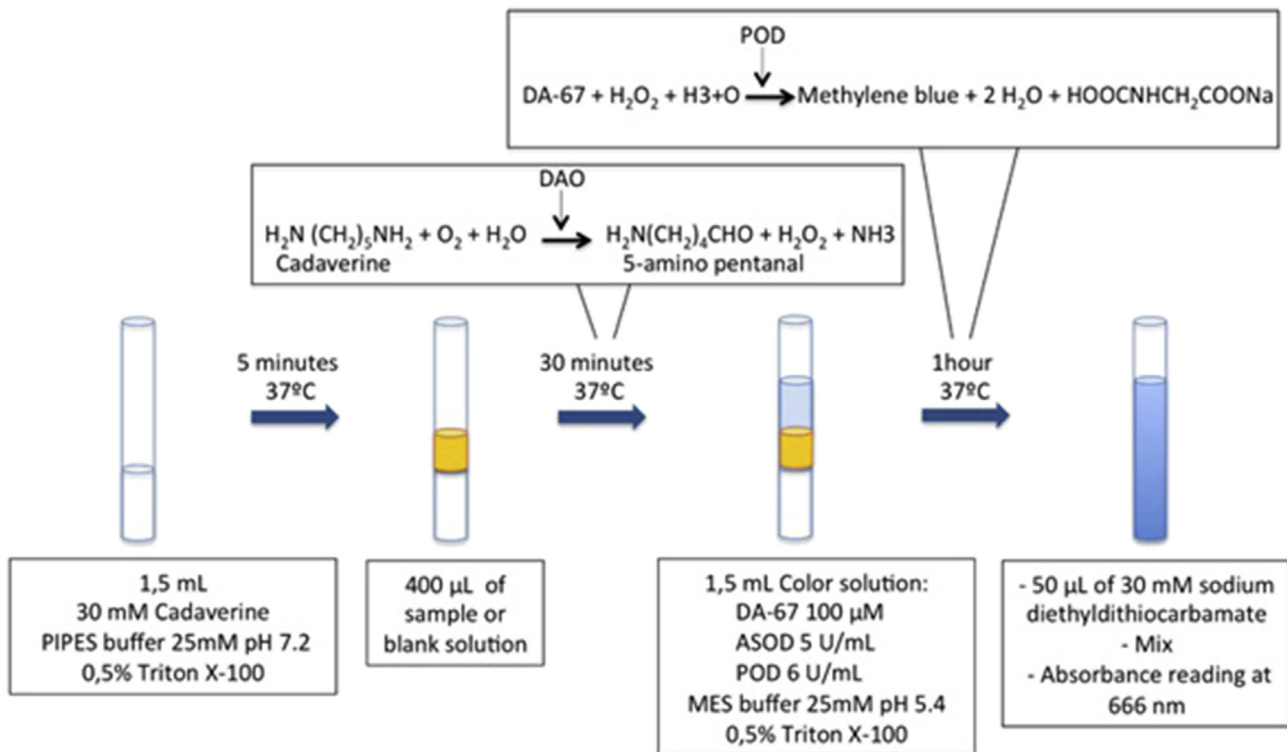 POD
DA-67 + H₂O₂ + H3+O → Methylene blue + 2 H₂O + HOOCNHCH₂COONa
DAO
H₂N (CH₂)₅NH₂ + O₂ + H₂O → H₂N(CH₂)₄CHO + H₂O₂ + NH3
Cadaverine 5-amino pentanal
5 minutes
37ºC
30 minutes
37ºC
1hour
37ºC
1,5 mL
30 mM Cadaverine
PIPES buffer 25mM pH 7.2
0,5% Triton X-100
400 µL of
sample or
blank solution
1,5 mL Color solution:
DA-67 100 µM
ASOD 5 U/mL
POD 6 U/mL
MES buffer 25mM pH 5.4
0,5% Triton X-100
- 50 µL of 30 mM sodium
diethyldithiocarbamate
- Mix
- Absorbance reading at
666 nm